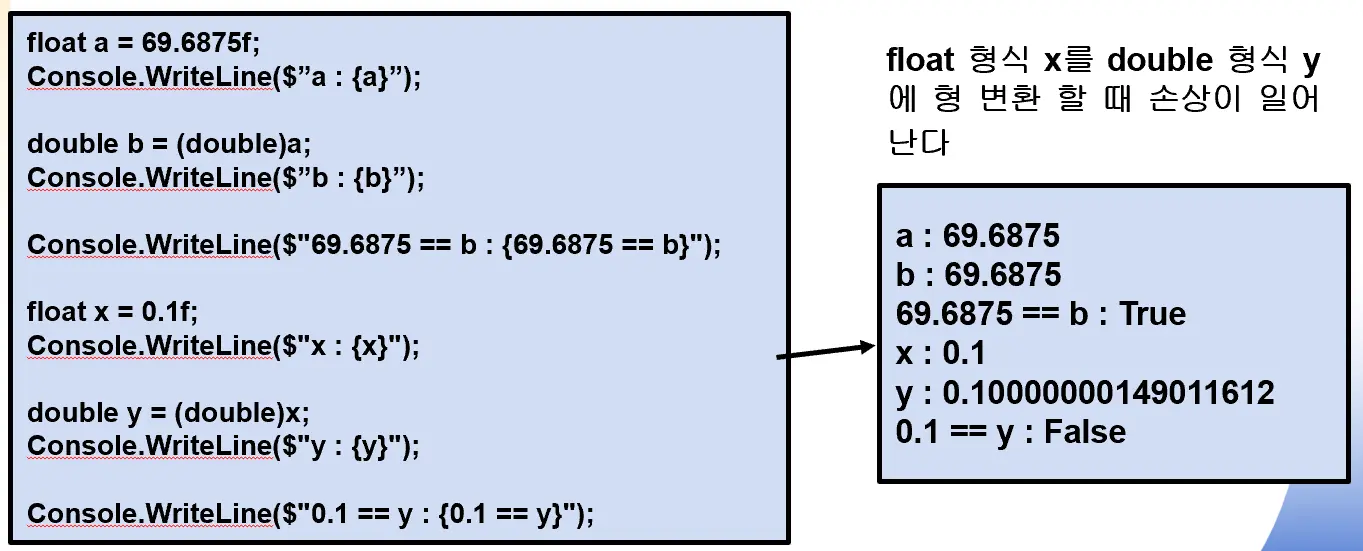 float a = 69.6875f;
Console.WriteLine($”a : {a}”);
double b = (double)a;
Console.WriteLine($”b : {b}”);
Console.WriteLine($"69.6875 == b : {69.6875 == b}");
float x = 0.1f;
Console.WriteLine($"x : {x}");
double y = (double)x;
Console.WriteLine($"y : {y}");
Console.WriteLine($"0.1 == y : {0.1 == y}");
float 형식 x를 double 형식 y
에 형 변환 할 때 손상이 일어
난다
a : 69.6875
b : 69.6875
69.6875 == b : True
x : 0.1
y : 0.10000000149011612
0.1 == y : False